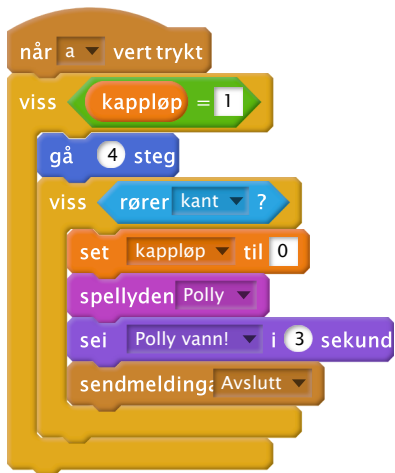 når a vert trykt
viss kappløp = 1
gå 4 steg
viss rører kant ?
set kappløp til 0
spellyden Polly
sei Polly vann! i 3 sekund
sendmeldinga Avslutt